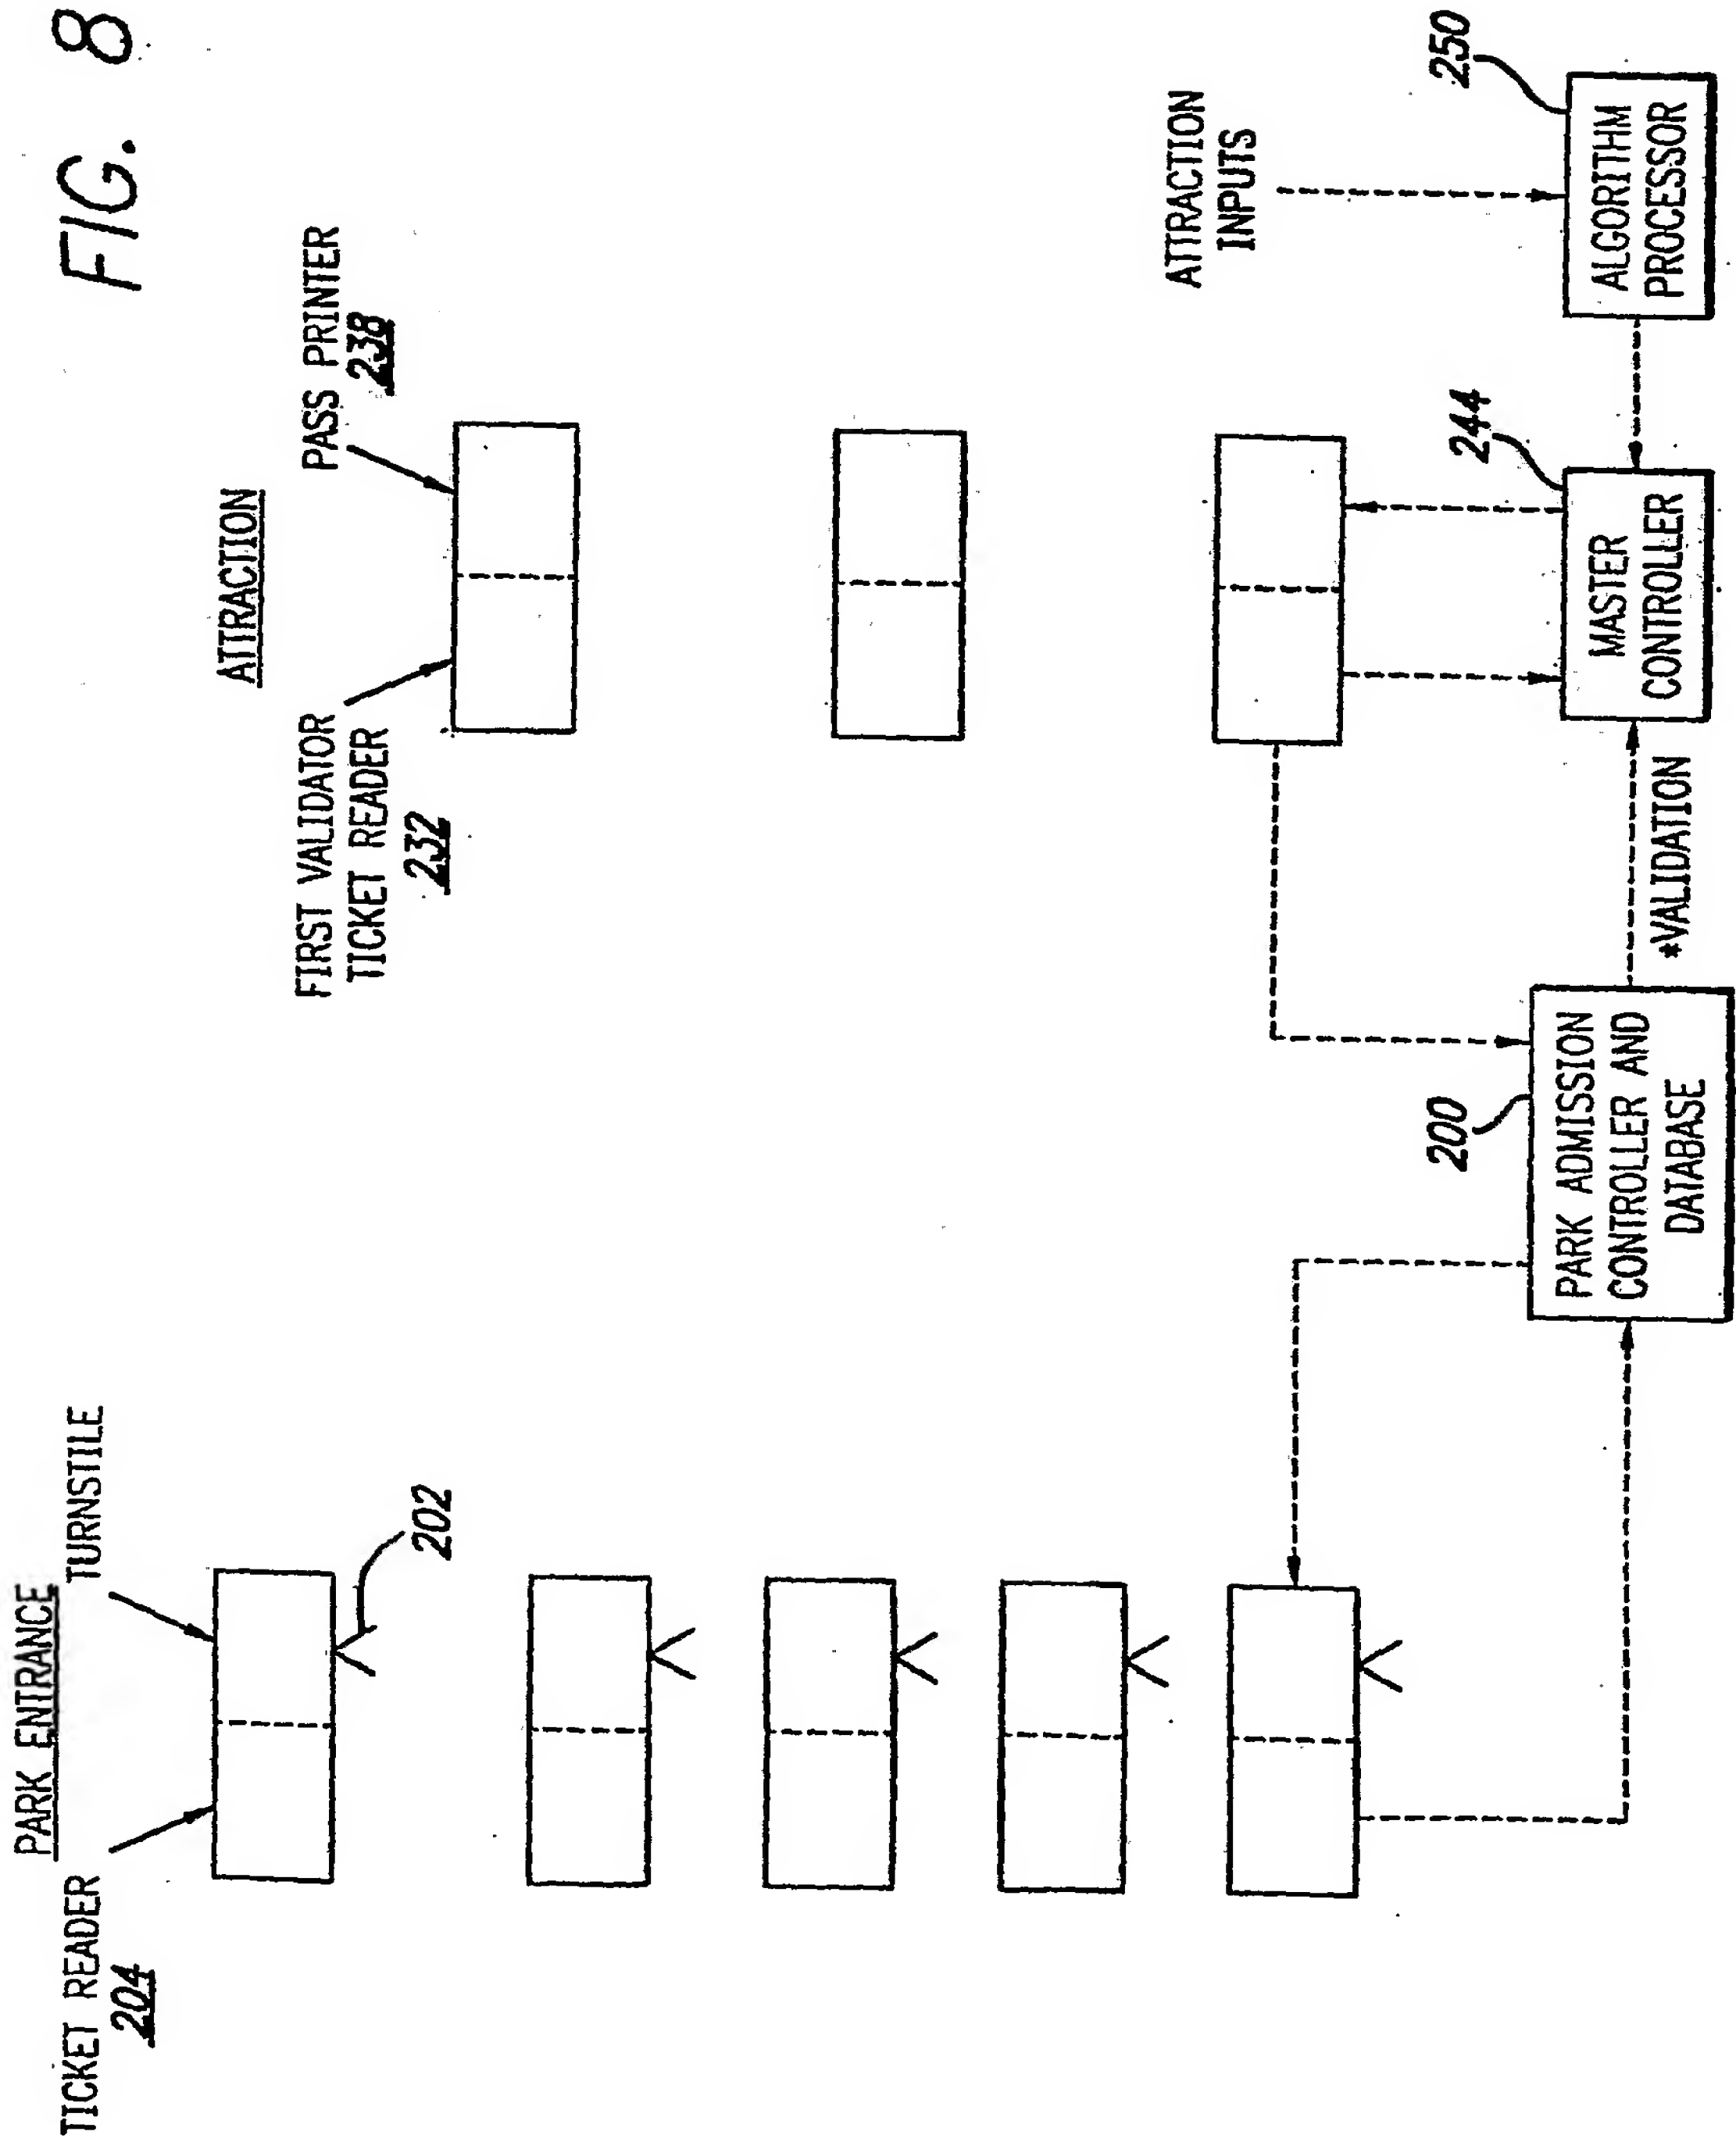 FIG. 8
PARK ENTRANCE
TICKET READER
204
TURNSTILE
202
ATTRACTION
FIRST VALIDATOR
TICKET READER
232
PASS PRINTER
238
ATTRACTION
INPUTS
200
PARK ADMISSION
CONTROLLER AND
DATABASE
*VALIDATION
244
MASTER
CONTROLLER
250
ALGORITHM
PROCESSOR